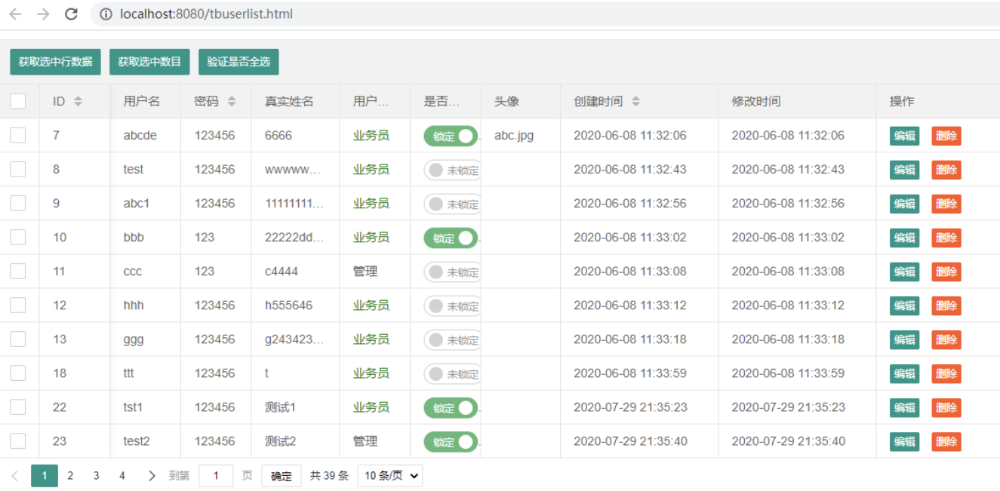 localhost:8080/tbuserlist.html
获取选中行数据 获取选中数目 验证是否全选
ID 用户名 密码 真实姓名 用户... 是否... 头像 创建时间 修改时间 操作
7 abcde 123456 6666 业务员 锁定 abc.jpg 2020-06-08 11:32:06 2020-06-08 11:32:06 编辑 删除
8 test 123456 wwwww... 业务员 未锁定 2020-06-08 11:32:43 2020-06-08 11:32:43 编辑 删除
9 abc1 123456 11111111... 业务员 未锁定 2020-06-08 11:32:56 2020-06-08 11:32:56 编辑 删除
10 bbb 123 22222dd... 业务员 锁定 2020-06-08 11:33:02 2020-06-08 11:33:02 编辑 删除
11 ccc 123 c4444 管理 未锁定 2020-06-08 11:33:08 2020-06-08 11:33:08 编辑 删除
12 hhh 123456 h555646 业务员 未锁定 2020-06-08 11:33:12 2020-06-08 11:33:12 编辑 删除
13 ggg 123456 g243423... 业务员 未锁定 2020-06-08 11:33:18 2020-06-08 11:33:18 编辑 删除
18 ttt 123456 t 业务员 未锁定 2020-06-08 11:33:59 2020-06-08 11:33:59 编辑 删除
22 tst1 123456 测试1 业务员 锁定 2020-07-29 21:35:23 2020-07-29 21:35:23 编辑 删除
23 test2 123456 测试2 管理 锁定 2020-07-29 21:35:40 2020-07-29 21:35:40 编辑 删除
1 2 3 4 到第 1 页 确定 共 39 条 10 条/页